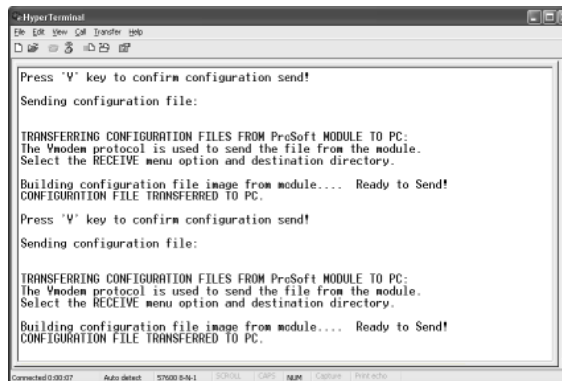 HyperTerminal
File Edit View Call Transfer Help
Press 'Y' key to confirm configuration send!
Sending configuration file:
TRANSFERRING CONFIGURATION FILES FROM ProSoft MODULE TO PC:
The Ymodem protocol is used to send the file from the module.
Select the RECEIVE menu option and destination directory.
Building configuration file image from module.... Ready to Send!
CONFIGURATION FILE TRANSFERRED TO PC.
Press 'Y' key to confirm configuration send!
Sending configuration file:
TRANSFERRING CONFIGURATION FILES FROM ProSoft MODULE TO PC:
The Ymodem protocol is used to send the file from the module.
Select the RECEIVE menu option and destination directory.
Building configuration file image from module.... Ready to Send!
CONFIGURATION FILE TRANSFERRED TO PC.
Connected 0:00:07 Auto detect 57600 8-N-1 SCROLL CAPS NUM Capture Print echo